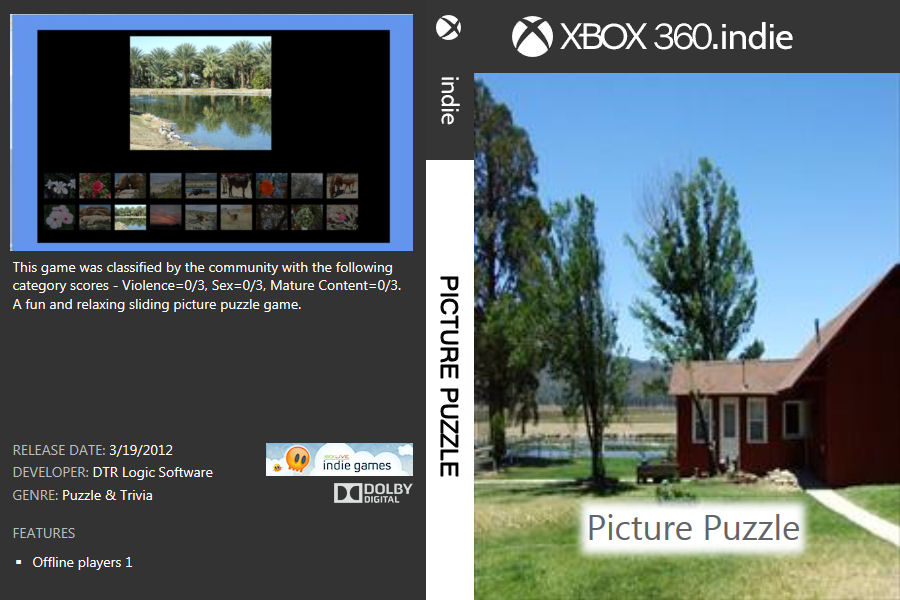 This game was classified by the community with the following
category scores - Violence=0/3, Sex=0/3, Mature Content=0/3.
A fun and relaxing sliding picture puzzle game.
RELEASE DATE: 3/19/2012
DEVELOPER: DTR Logic Software
GENRE: Puzzle & Trivia
XBOX LIVE
indie games
DOLBY
DIGITAL
FEATURES
▪ Offline players 1
indie
PICTURE PUZZLE
XBOX 360.indie
Picture Puzzle